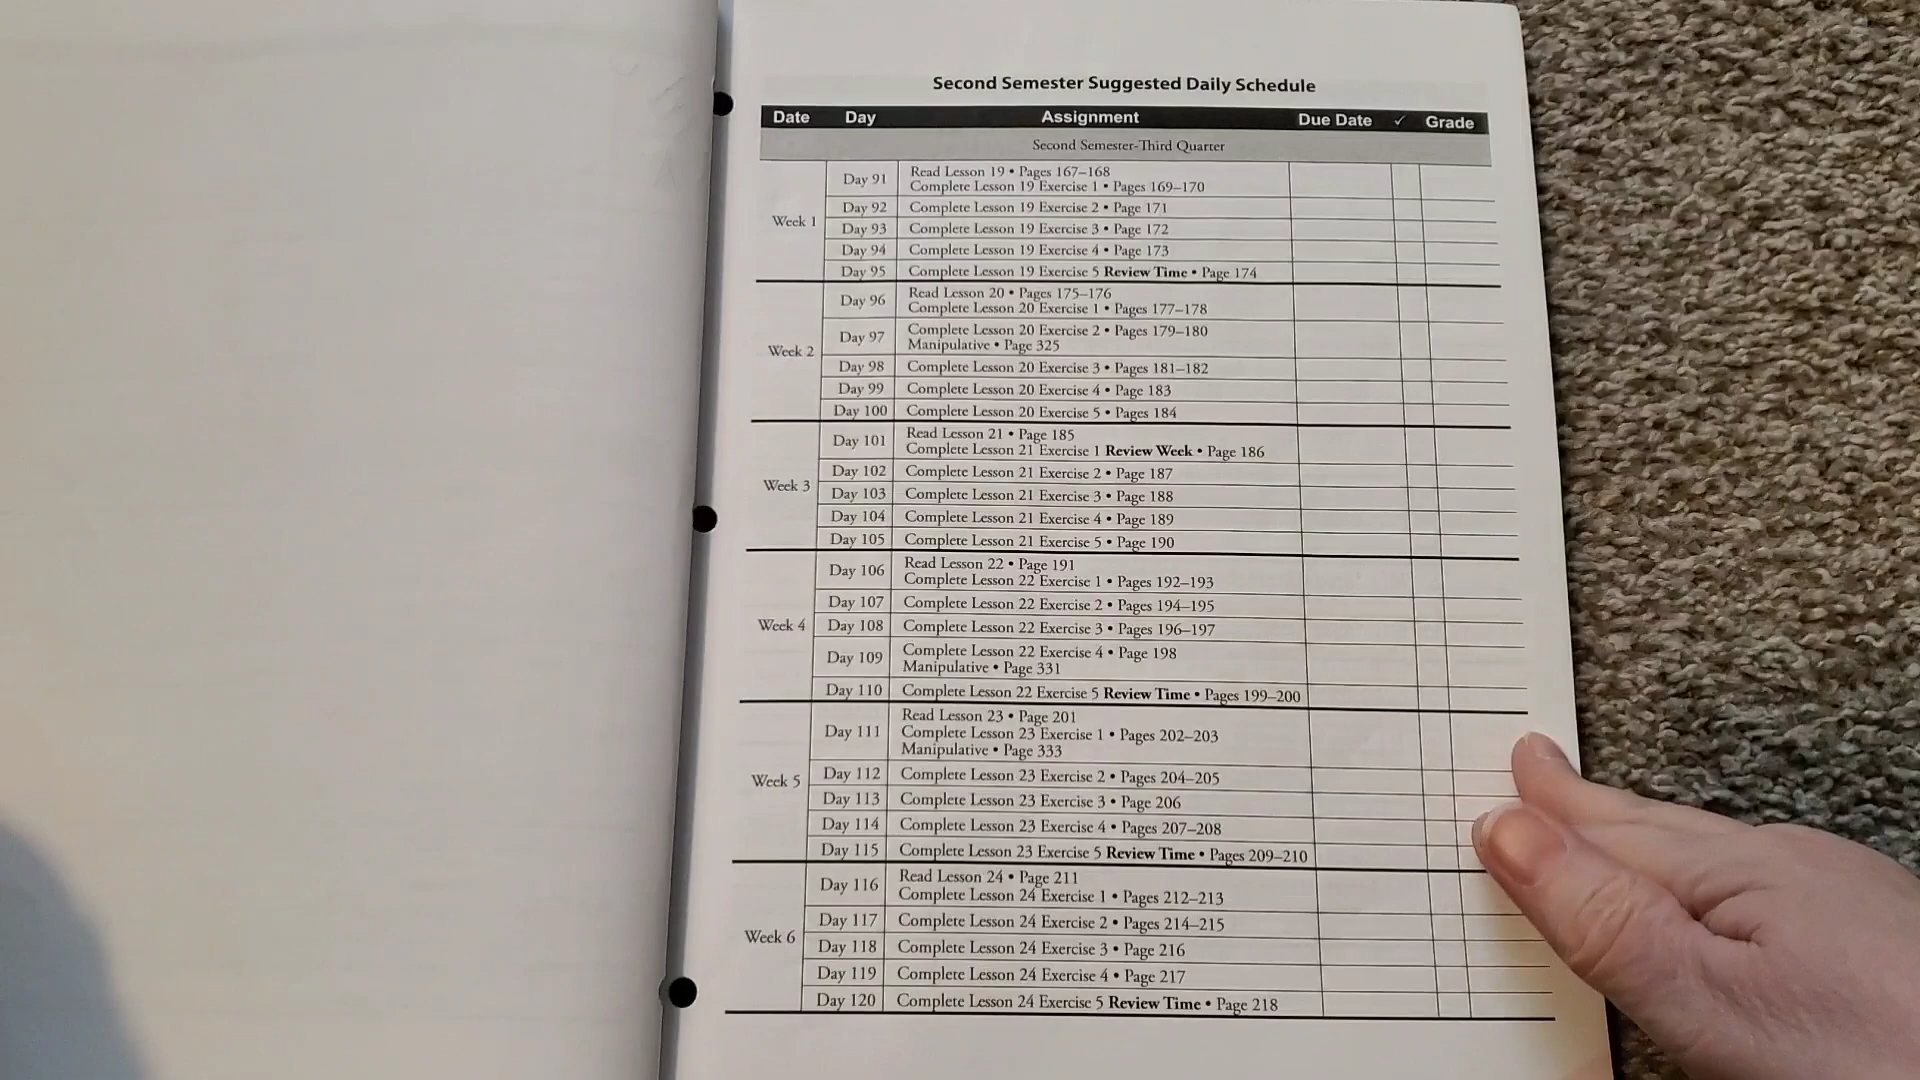 Second Semester Suggested Daily Schedule
Date Day Assignment Due Date ✓ Grade
Second Semester-Third Quarter
Week 1
Day 91 Read Lesson 19 • Pages 167–168
Complete Lesson 19 Exercise 1 • Pages 169–170
Day 92 Complete Lesson 19 Exercise 2 • Page 171
Day 93 Complete Lesson 19 Exercise 3 • Page 172
Day 94 Complete Lesson 19 Exercise 4 • Page 173
Day 95 Complete Lesson 19 Exercise 5 Review Time • Page 174
Week 2
Day 96 Read Lesson 20 • Pages 175–176
Complete Lesson 20 Exercise 1 • Pages 177–178
Day 97 Complete Lesson 20 Exercise 2 • Pages 179–180
Manipulative • Page 325
Day 98 Complete Lesson 20 Exercise 3 • Pages 181–182
Day 99 Complete Lesson 20 Exercise 4 • Page 183
Day 100 Complete Lesson 20 Exercise 5 • Pages 184
Week 3
Day 101 Read Lesson 21 • Page 185
Complete Lesson 21 Exercise 1 Review Week • Page 186
Day 102 Complete Lesson 21 Exercise 2 • Page 187
Day 103 Complete Lesson 21 Exercise 3 • Page 188
Day 104 Complete Lesson 21 Exercise 4 • Page 189
Day 105 Complete Lesson 21 Exercise 5 • Page 190
Week 4
Day 106 Read Lesson 22 • Page 191
Complete Lesson 22 Exercise 1 • Pages 192–193
Day 107 Complete Lesson 22 Exercise 2 • Pages 194–195
Day 108 Complete Lesson 22 Exercise 3 • Pages 196–197
Day 109 Complete Lesson 22 Exercise 4 • Page 198
Manipulative • Page 331
Day 110 Complete Lesson 22 Exercise 5 Review Time • Pages 199–200
Week 5
Day 111 Read Lesson 23 • Page 201
Complete Lesson 23 Exercise 1 • Pages 202–203
Manipulative • Page 333
Day 112 Complete Lesson 23 Exercise 2 • Pages 204–205
Day 113 Complete Lesson 23 Exercise 3 • Page 206
Day 114 Complete Lesson 23 Exercise 4 • Pages 207–208
Day 115 Complete Lesson 23 Exercise 5 Review Time • Pages 209–210
Week 6
Day 116 Read Lesson 24 • Page 211
Complete Lesson 24 Exercise 1 • Pages 212–213
Day 117 Complete Lesson 24 Exercise 2 • Pages 214–215
Day 118 Complete Lesson 24 Exercise 3 • Page 216
Day 119 Complete Lesson 24 Exercise 4 • Page 217
Day 120 Complete Lesson 24 Exercise 5 Review Time • Page 218